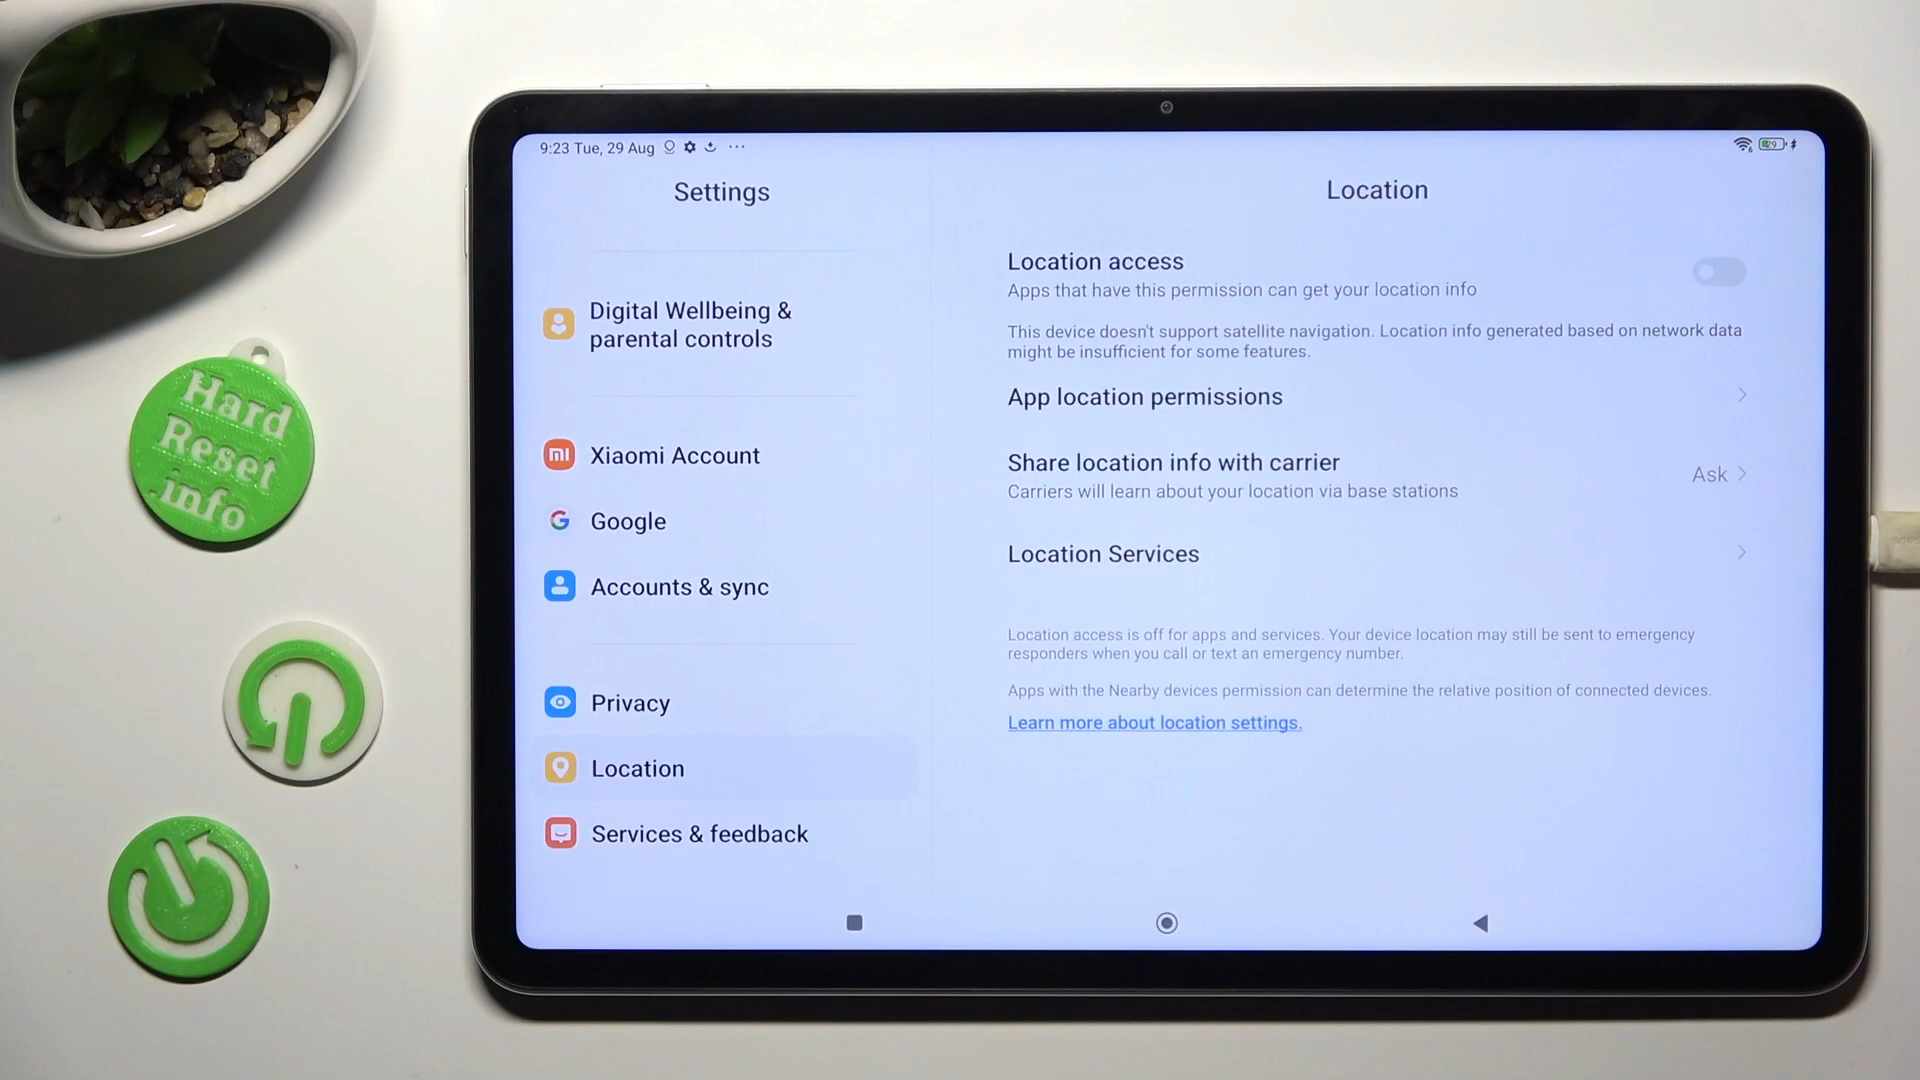 9:23 Tue, 29 Aug
Settings
Digital Wellbeing &
parental controls
Xiaomi Account
Google
Accounts & sync
Privacy
Location
Services & feedback
Location
Location access
Apps that have this permission can get your location info
This device doesn't support satellite navigation. Location info generated based on network data
might be insufficient for some features.
App location permissions
Share location info with carrier
Carriers will learn about your location via base stations
Ask
Location Services
Location access is off for apps and services. Your device location may still be sent to emergency
responders when you call or text an emergency number.
Apps with the Nearby devices permission can determine the relative position of connected devices.
Learn more about location settings.
Hard
Reset
.info